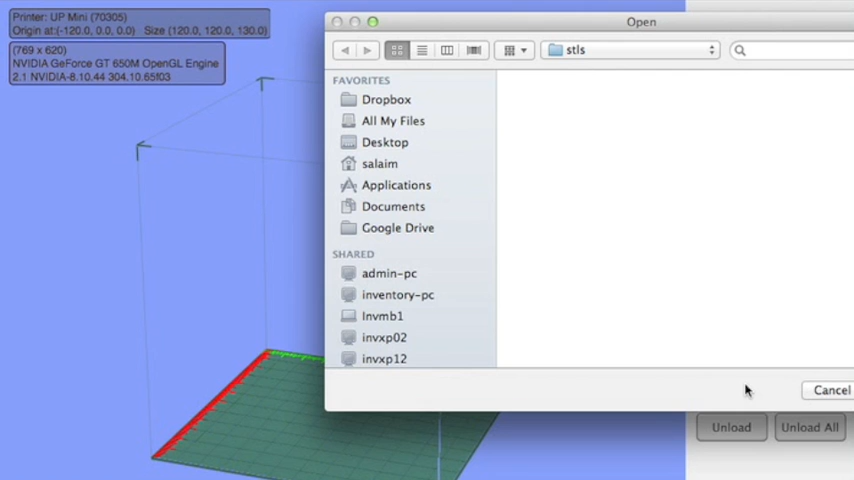 Printer: UP Mini (70305)
Origin at:(-120.0, 0.0, 0.0) Size (120.0, 120.0, 130.0)
(769 x 620)
NVIDIA GeForce GT 650M OpenGL Engine
2.1 NVIDIA-8.10.44 304.10.65f03
Open
stls
FAVORITES
Dropbox
All My Files
Desktop
salaim
Applications
Documents
Google Drive
SHARED
admin-pc
inventory-pc
Invmb1
invxp02
invxp12
Cancel
Unload
Unload All